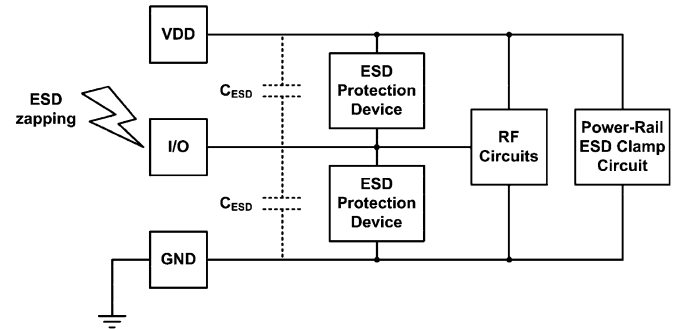 VDD
ESD
zapping
I/O
GND
CESD
CESD
ESD
Protection
Device
ESD
Protection
Device
RF
Circuits
Power-Rail
ESD Clamp
Circuit